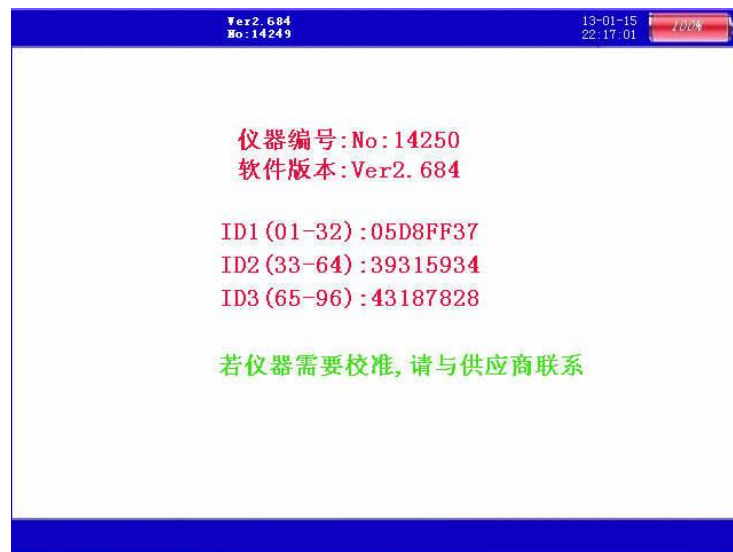 Ver2.684
No:14249
13-01-15
22:17:01
100%
仪器编号:No:14250
软件版本:Ver2.684
ID1(01-32):05D8FF37
ID2(33-64):39315934
ID3(65-96):43187828
若仪器需要校准,请与供应商联系